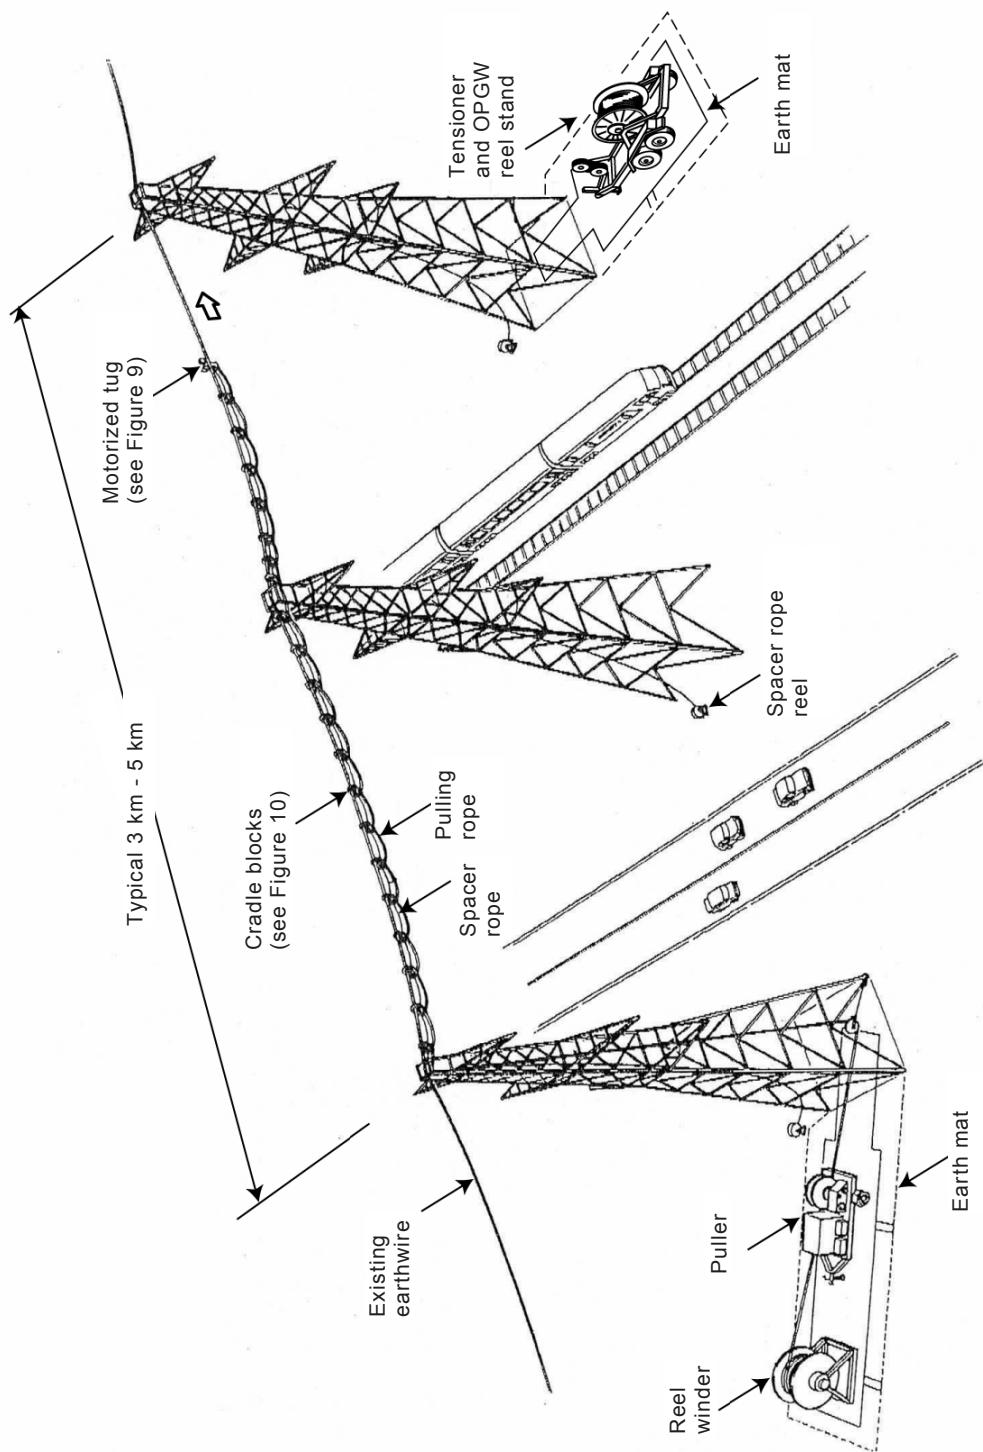 Typical 3 km - 5 km
Motorized tug
(see Figure 9)
Tensioner
and OPGW
reel stand
Earth mat
Cradle blocks
(see Figure 10)
Pulling
rope
Spacer
rope
Spacer rope
reel
Existing
earthwire
Puller
Reel
winder
Earth mat